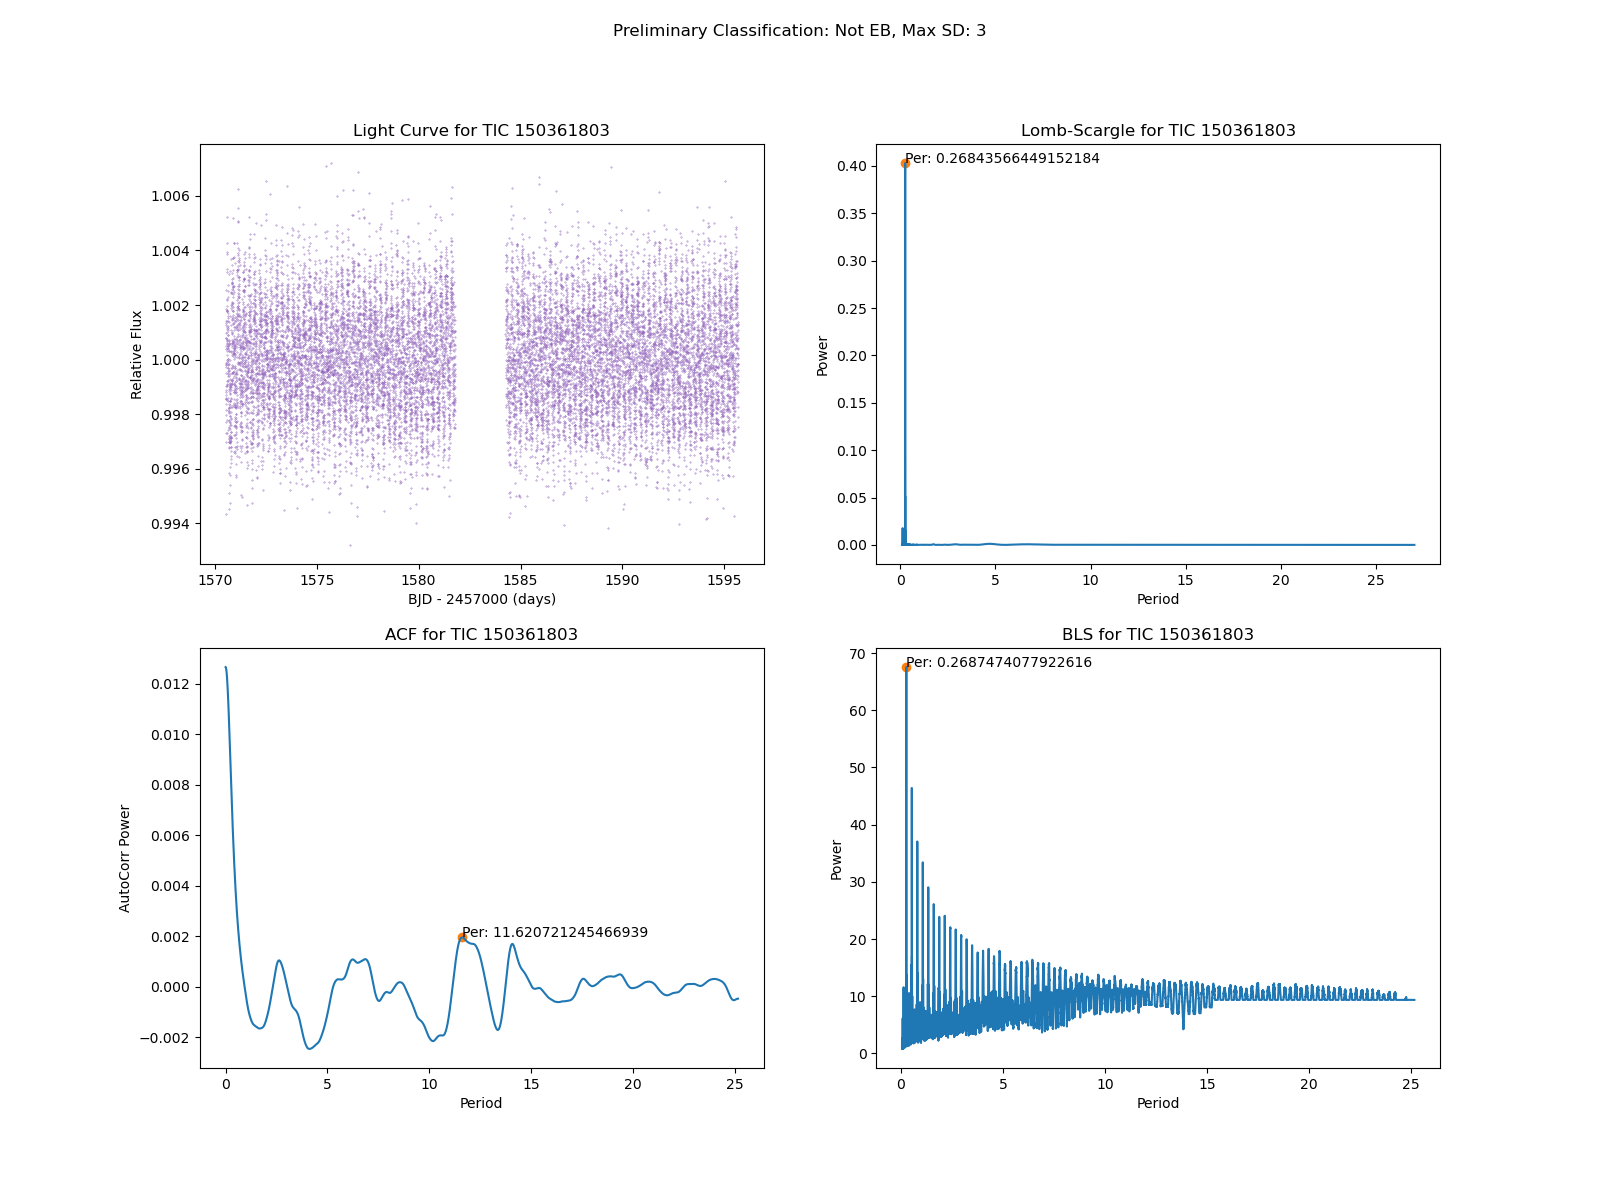 Preliminary Classification: Not EB, Max SD: 3
Light Curve for TIC 150361803
1.006
1.004
1.002
1.000
0.998
0.996
0.994
Relative Flux
1570 1575 1580 1585 1590 1595
BJD - 2457000 (days)
Lomb-Scargle for TIC 150361803
Per: 0.26843566449152184
0.40
0.35
0.30
0.25
0.20
0.15
0.10
0.05
0.00
Power
0 5 10 15 20 25
Period
ACF for TIC 150361803
0.012
0.010
0.008
0.006
0.004
0.002
0.000
−0.002
AutoCorr Power
Per: 11.620721245466939
0 5 10 15 20 25
Period
BLS for TIC 150361803
Per: 0.2687474077922616
70
60
50
40
30
20
10
0
Power
0 5 10 15 20 25
Period